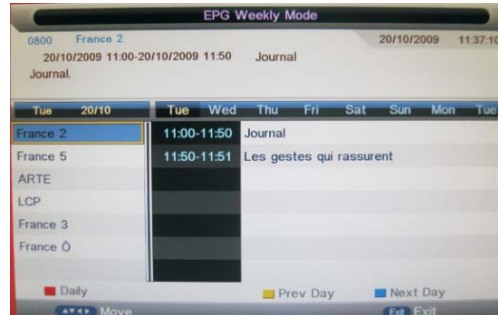 EPG Weekly Mode
0800 France 2 20/10/2009 11:37:10
20/10/2009 11:00-20/10/2009 11:50 Journal
Journal.
Tue 20/10 Tue Wed Thu Fri Sat Sun Mon Tue
France 2 11:00-11:50 Journal
France 5 11:50-11:51 Les gestes qui rassurent
ARTE
LCP
France 3
France Ô
Daily Prev Day Next Day
Move Exit Exit